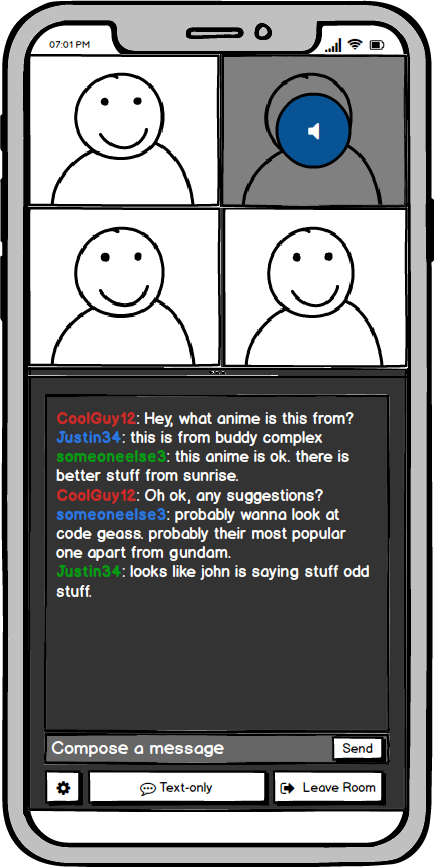 07:01 PM
CoolGuy12: Hey, what anime is this from?
Justin34: this is from buddy complex
someoneelse3: this anime is ok. there is
better stuff from sunrise.
CoolGuy12: Oh ok, any suggestions?
someoneelse3: probably wanna look at
code geass. probably their most popular
one apart from gundam.
Justin34: looks like john is saying stuff odd
stuff.
Compose a message Send
Text-only Leave Room